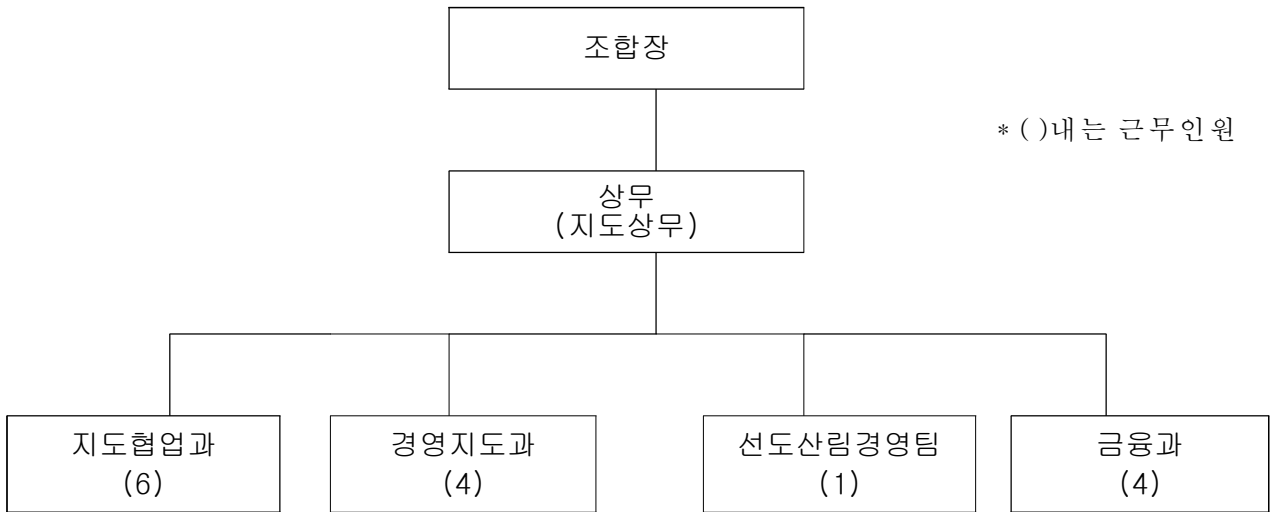 조합장
* ( )내는 근무인원
상무
(지도상무)
지도협업과
(6)
경영지도과
(4)
선도산림경영팀
(1)
금융과
(4)